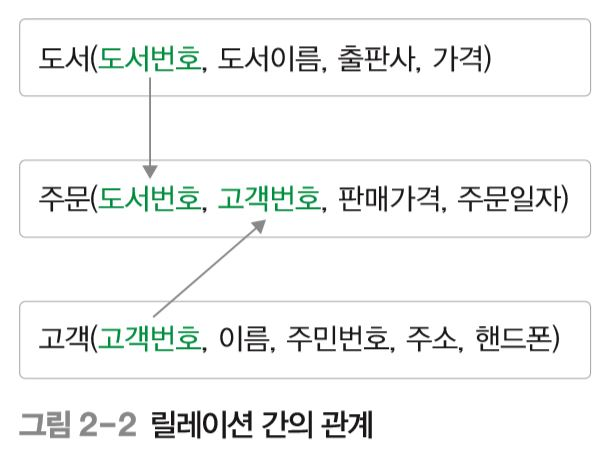 도서(도서번호, 도서이름, 출판사, 가격)
주문(도서번호, 고객번호, 판매가격, 주문일자)
고객(고객번호, 이름, 주민번호, 주소, 핸드폰)
그림 2-2 릴레이션 간의 관계